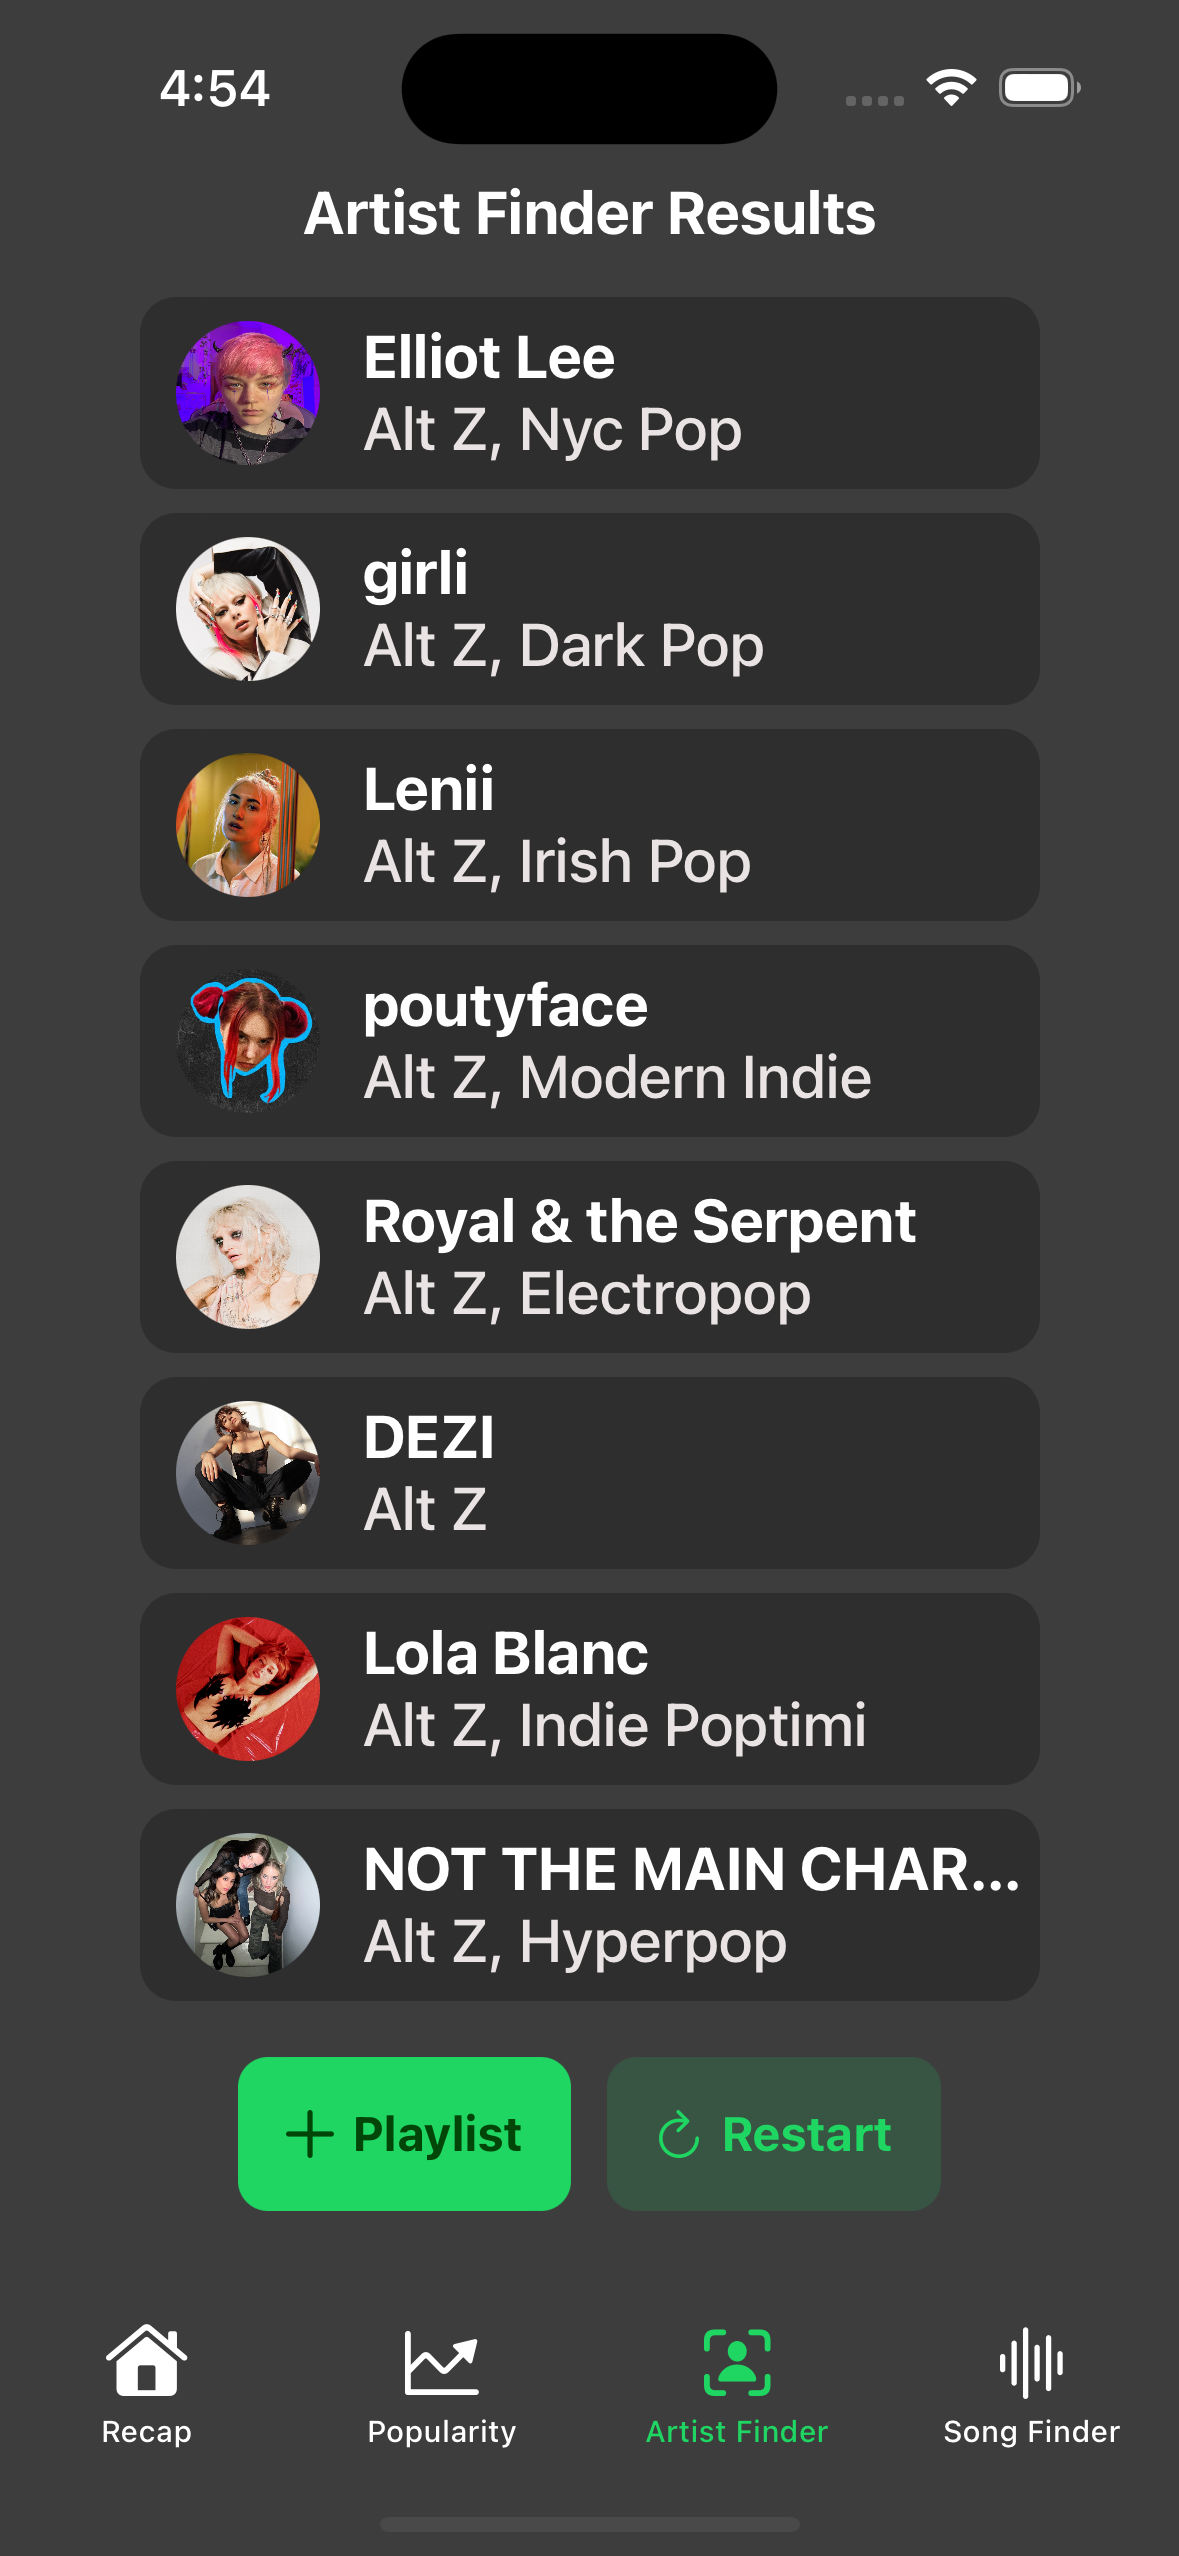 4:54
Artist Finder Results
Elliot Lee
Alt Z, Nyc Pop
girli
Alt Z, Dark Pop
Lenii
Alt Z, Irish Pop
poutyface
Alt Z, Modern Indie
Royal & the Serpent
Alt Z, Electropop
DEZI
Alt Z
Lola Blanc
Alt Z, Indie Poptimi
NOT THE MAIN CHAR...
Alt Z, Hyperpop
Playlist
Restart
Recap
Popularity
Artist Finder
Song Finder